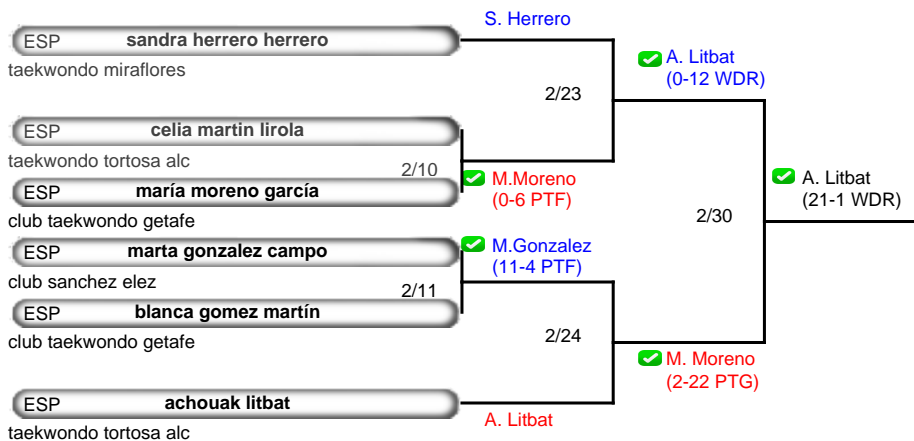 S. Herrero
ESP sandra herrero herrero
taekwondo miraflores
A. Litbat
(0-12 WDR)
2/23
ESP celia martin lirola
taekwondo tortosa alc
2/10
M.Moreno
(0-6 PTF)
ESP maría moreno garcía
club taekwondo getafe
A. Litbat
(21-1 WDR)
2/30
ESP marta gonzalez campo
club sanchez elez
M.Gonzalez
(11-4 PTF)
2/11
ESP blanca gomez martín
club taekwondo getafe
2/24
M. Moreno
(2-22 PTG)
ESP achouak litbat
taekwondo tortosa alc
A. Litbat